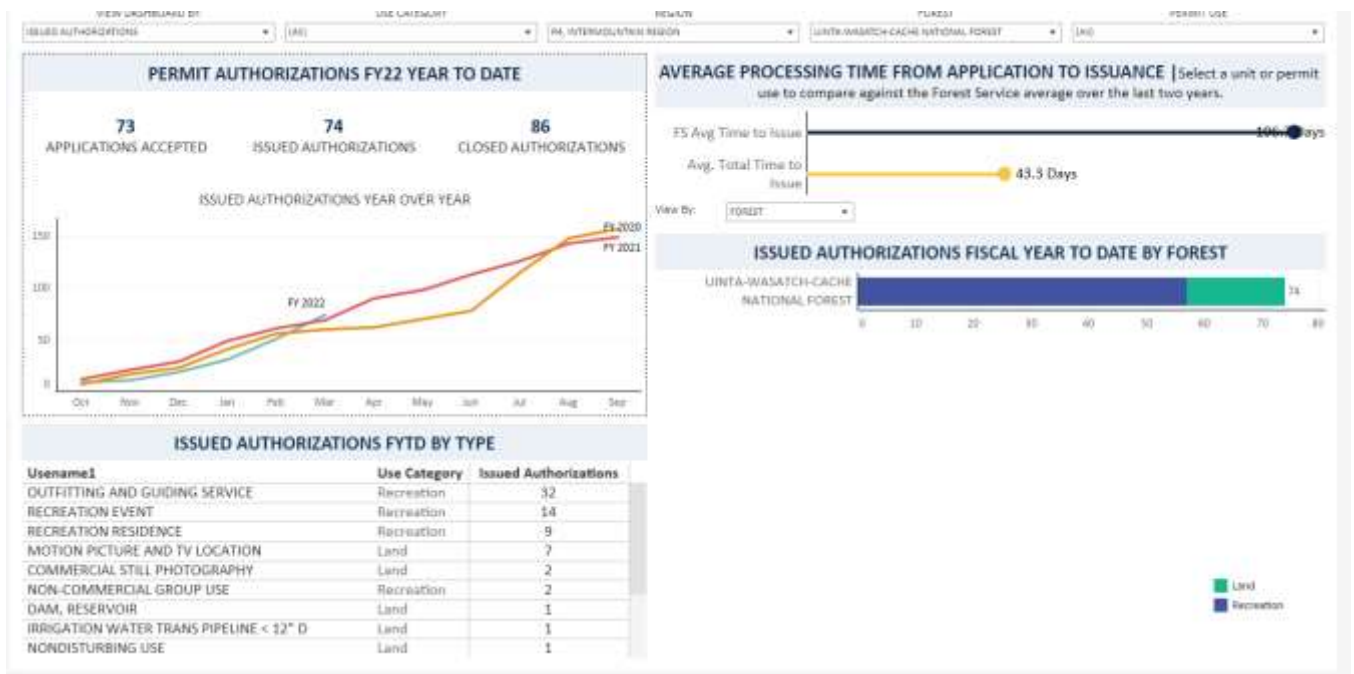 VIEW DASHBOARD BY
USE CATEGORY
REGION
FOREST
PERMIT USE
ISSUED AUTHORIZATIONS
(All)
R4, INTERMOUNTAIN REGION
UINTA-WASATCH-CACHE NATIONAL FOREST
(All)
PERMIT AUTHORIZATIONS FY22 YEAR TO DATE
73
74
86
APPLICATIONS ACCEPTED
ISSUED AUTHORIZATIONS
CLOSED AUTHORIZATIONS
ISSUED AUTHORIZATIONS YEAR OVER YEAR
FY 2020
FY 2021
FY 2022
150
100
50
0
Oct Nov Dec Jan Feb Mar Apr May Jun Jul Aug Sep
ISSUED AUTHORIZATIONS FYTD BY TYPE
Usename1 Use Category Issued Authorizations
OUTFITTING AND GUIDING SERVICE Recreation 32
RECREATION EVENT Recreation 14
RECREATION RESIDENCE Recreation 9
MOTION PICTURE AND TV LOCATION Land 7
COMMERCIAL STILL PHOTOGRAPHY Land 2
NON-COMMERCIAL GROUP USE Recreation 2
DAM, RESERVOIR Land 1
IRRIGATION WATER TRANS PIPELINE < 12" D Land 1
NONDISTURBING USE Land 1
AVERAGE PROCESSING TIME FROM APPLICATION TO ISSUANCE |Select a unit or permit
use to compare against the Forest Service average over the last two years.
FS Avg Time to Issue
Avg. Total Time to
Issue
43.3 Days
View By:
FOREST
ISSUED AUTHORIZATIONS FISCAL YEAR TO DATE BY FOREST
UINTA-WASATCH-CACHE
NATIONAL FOREST
74
0 10 20 30 40 50 60 70 80
Land
Recreation